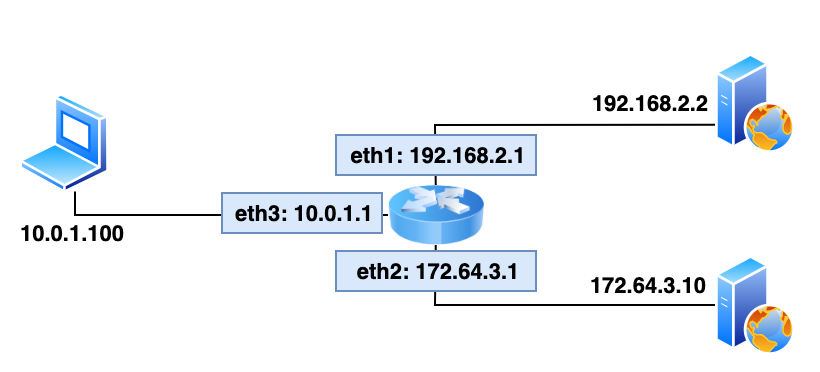 192.168.2.2
eth1: 192.168.2.1
eth3: 10.0.1.1
10.0.1.100
eth2: 172.64.3.1
172.64.3.10